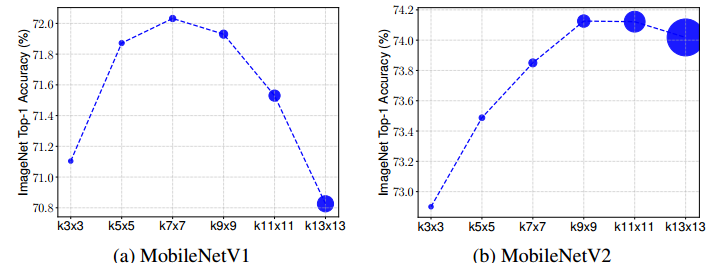 ImageNet Top-1 Accuracy (%)
72.0
71.8
71.6
71.4
71.2
71.0
70.8
k3x3 k5x5 k7x7 k9x9 k11x11 k13x13
(a) MobileNetV1
ImageNet Top-1 Accuracy (%)
74.2
74.0
73.8
73.6
73.4
73.2
73.0
k3x3 k5x5 k7x7 k9x9 k11x11 k13x13
(b) MobileNetV2